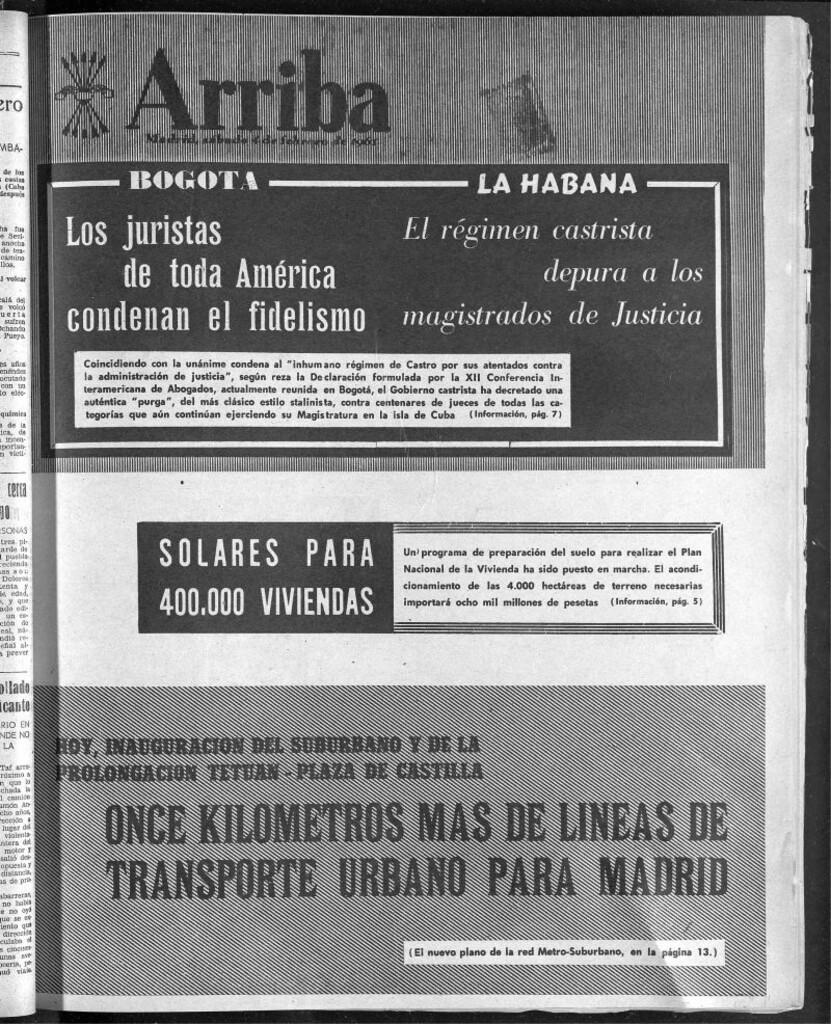 Arriba
Madrid, sábado 4 de febrero de 1961
BOGOTA
Los juristas
de toda América
condenan el fidelismo
LA HABANA
El régimen castrista
depura a los
magistrados de Justicia
Coincidiendo con la unánime condena al "inhumano régimen de Castro por sus atentados contra
la administración de justicia", según reza la Declaración formulada por la XII Conferencia In-
teramericana de Abogados, actualmente reunida en Bogotá, el Gobierno castrista ha decretado una
auténtica "purga", del más clásico estilo stalinista, contra centenares de jueces de todas las ca-
tegorías que aún continúan ejerciendo su Magistratura en la isla de Cuba (Información, pág. 7)
SOLARES PARA
400.000 VIVIENDAS
Un programa de preparación del suelo para realizar el Plan
Nacional de la Vivienda ha sido puesto en marcha. El acondi-
cionamiento de las 4.000 hectáreas de terreno necesarias
importará ocho mil millones de pesetas (Información, pág. 5)
HOY, INAUGURACION DEL SUBURBANO Y DE LA
PROLONGACION TETUAN - PLAZA DE CASTILLA
ONCE KILOMETROS MAS DE LINEAS DE
TRANSPORTE URBANO PARA MADRID
(El nuevo plano de la red Metro-Suburbano, en la página 13.)